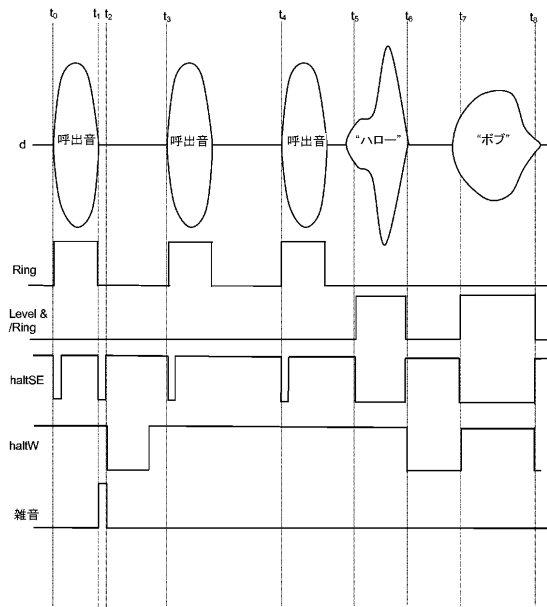 t0 t1 t2 t3 t4 t5 t6 t7 t8
d 呼出音 呼出音 呼出音 “ハロー” “ボブ”
Ring
Level &
/Ring
haltSE
haltW
雑音